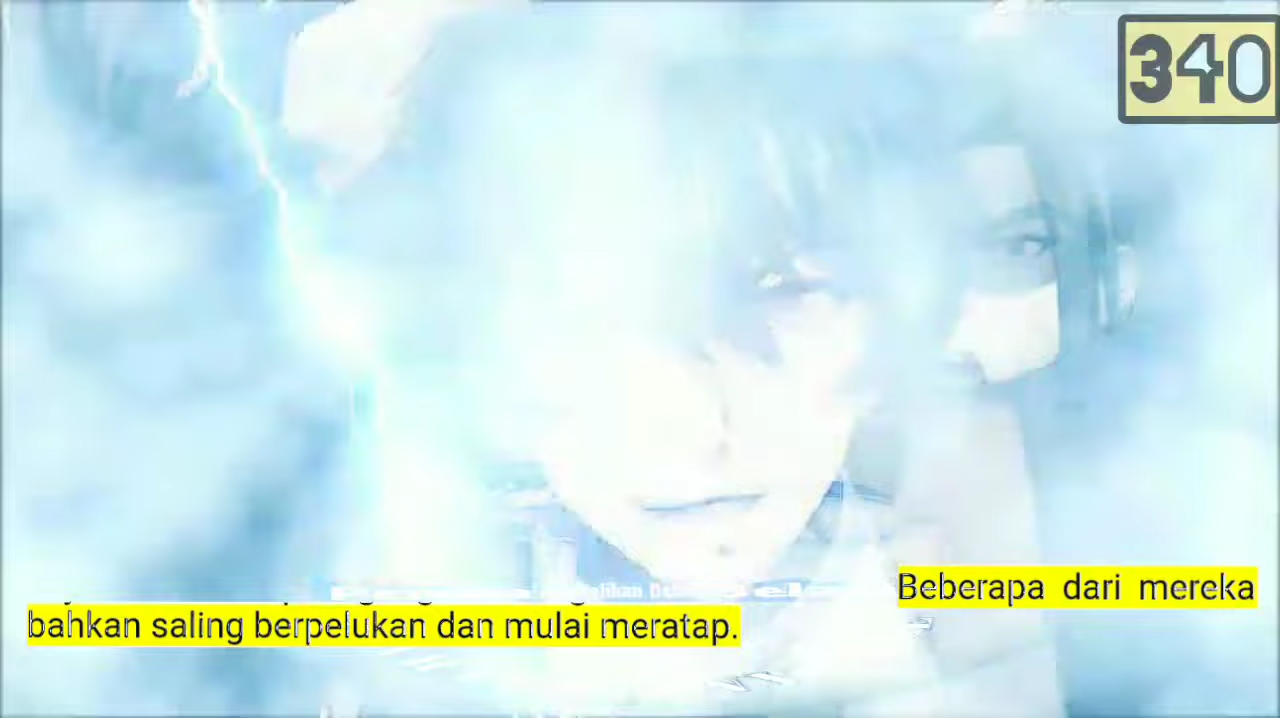 340
Beberapa dari mereka
bahkan saling berpelukan dan mulai meratap.